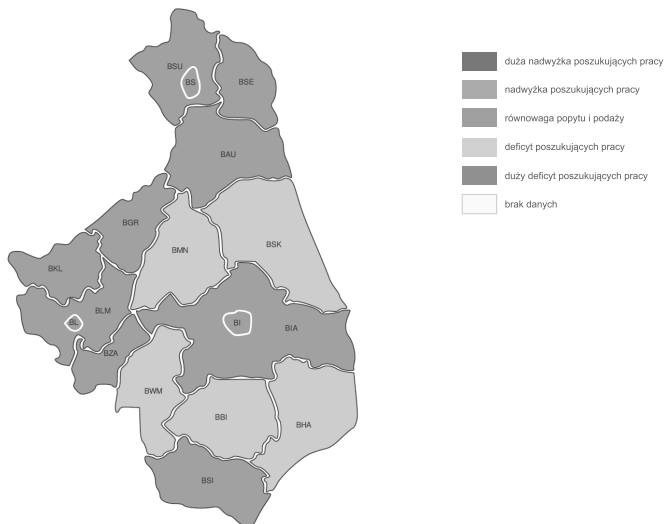 BSU
BS
BSE
BAU
BGR
BMN
BSK
BKL
BLM
BL
BZA
BI
BIA
BWM
BBI
BHA
BSI
duża nadwyżka poszukujących pracy
nadwyżka poszukujących pracy
równowaga popytu i podaży
deficyt poszukujących pracy
duży deficyt poszukujących pracy
brak danych